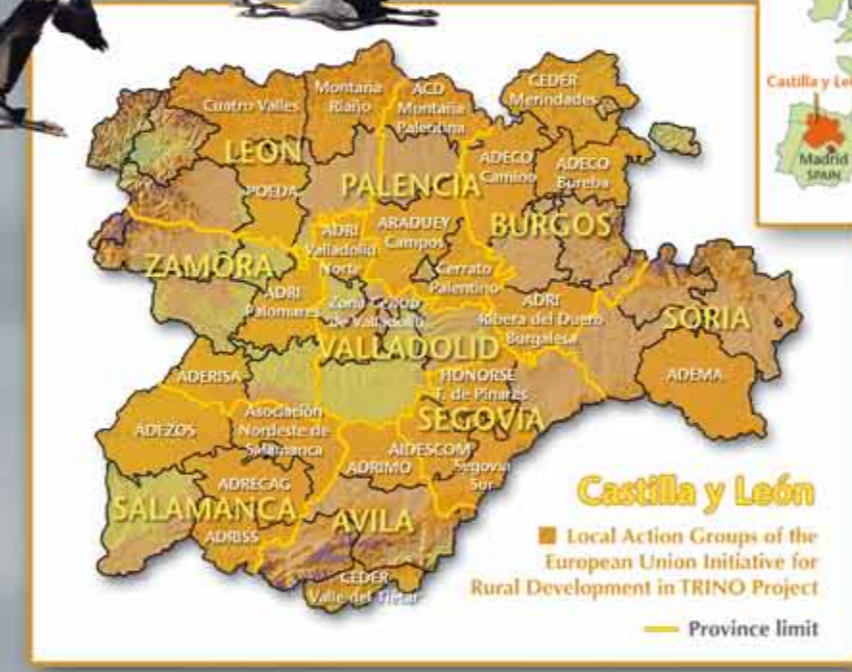 Castilla y Le
Madrid
SPAIN
Cuatro Valles
Montaña
Riaño
ACD
Montaña
Palentina
CEDER
Merindades
LEÓN
POEDA
PALENCIA
ADECO
Camino
ADECO
Bureba
BURGOS
ZAMORA
ADRI
Valladolid
Norte
ARADUEY
Campos
Cerrato
Palentino
ADRI
Palomares
Zona Centro
de Valladolid
ADRI
Ribera del Duero
Burgalesa
SORIA
VALLADOLID
ADERISA
HONORSE
T. de Pinares
ADEMA
ADEZOS
Asociación
Nordeste de
Salamanca
SEGOVIA
AIDESCOM
ADRIMO
Segovia
Sur
ADRECAG
SALAMANCA
ADRISS
AVILA
CEDER
Valle del Tiétar
Castilla y León
Local Action Groups of the
European Union Initiative for
Rural Development in TRINO Project
Province limit